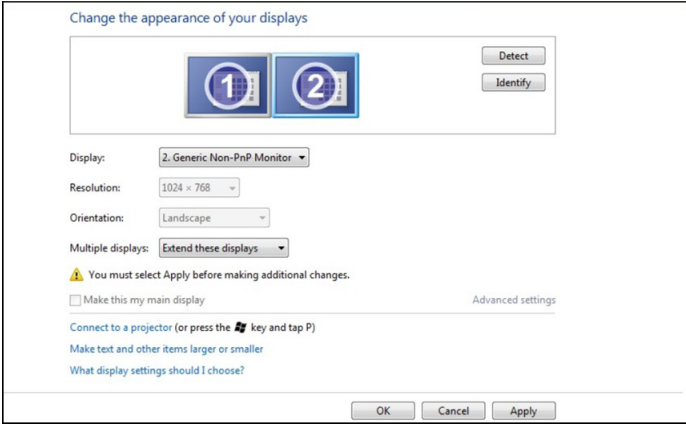 Change the appearance of your displays
1
2
Detect
Identify
Display:
2. Generic Non-PnP Monitor
Resolution:
1024 × 768
Orientation:
Landscape
Multiple displays:
Extend these displays
You must select Apply before making additional changes.
Make this my main display
Advanced settings
Connect to a projector (or press the key and tap P)
Make text and other items larger or smaller
What display settings should I choose?
OK
Cancel
Apply